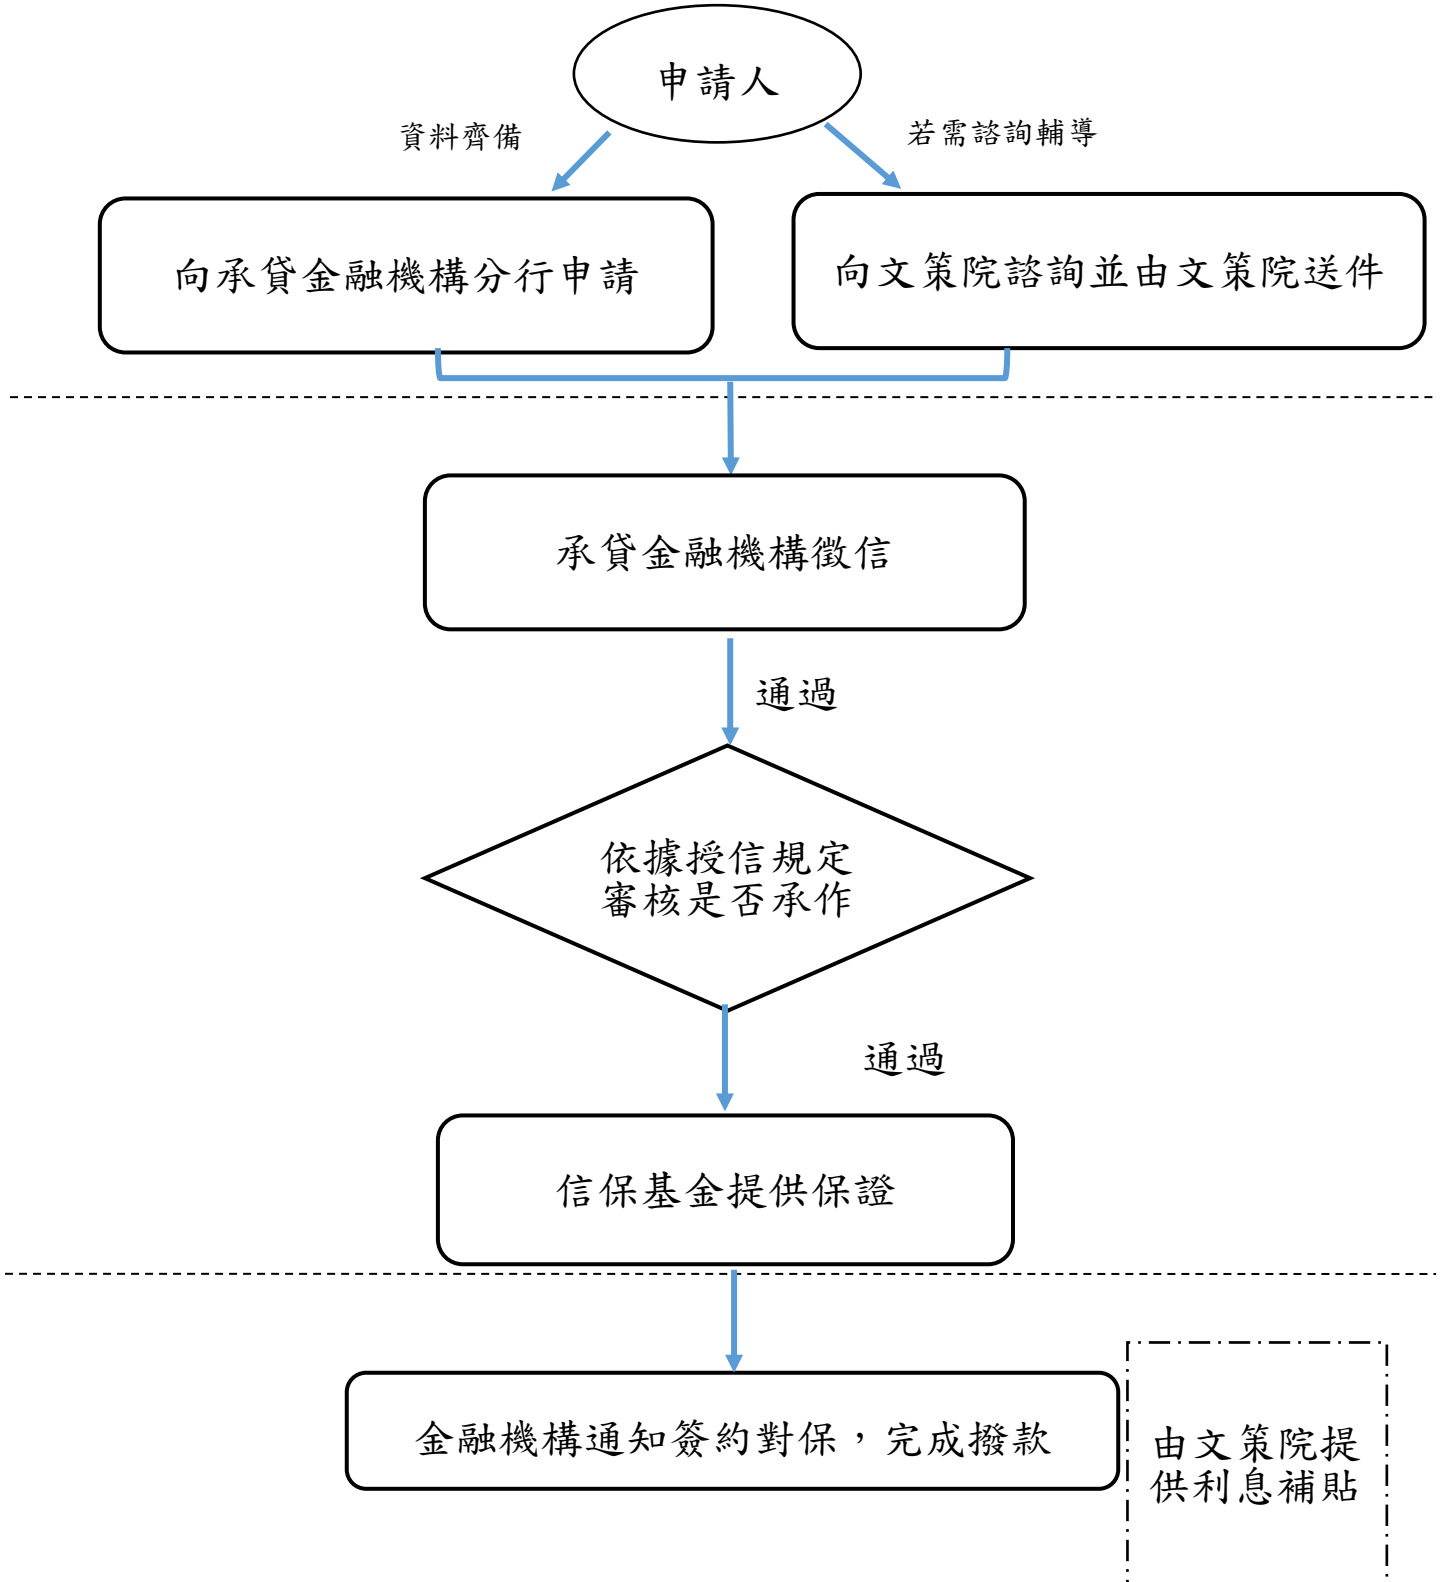 申請人
資料齊備
若需諮詢輔導
向承貸金融機構分行申請
向文策院諮詢並由文策院送件
承貸金融機構徵信
通過
依據授信規定
審核是否承作
通過
信保基金提供保證
金融機構通知簽約對保，完成撥款
由文策院提
供利息補貼